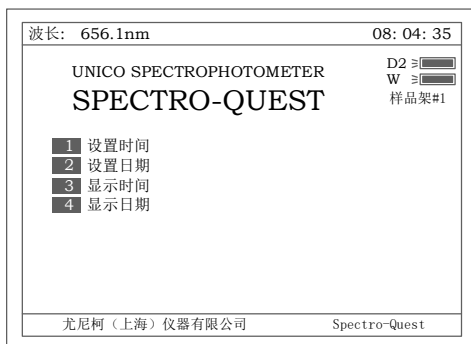 波长: 656.1nm 08: 04: 35
UNICO SPECTROPHOTOMETER
SPECTRO-QUEST
D2
W
样品架#1
1 设置时间
2 设置日期
3 显示时间
4 显示日期
尤尼柯（上海）仪器有限公司 Spectro-Quest